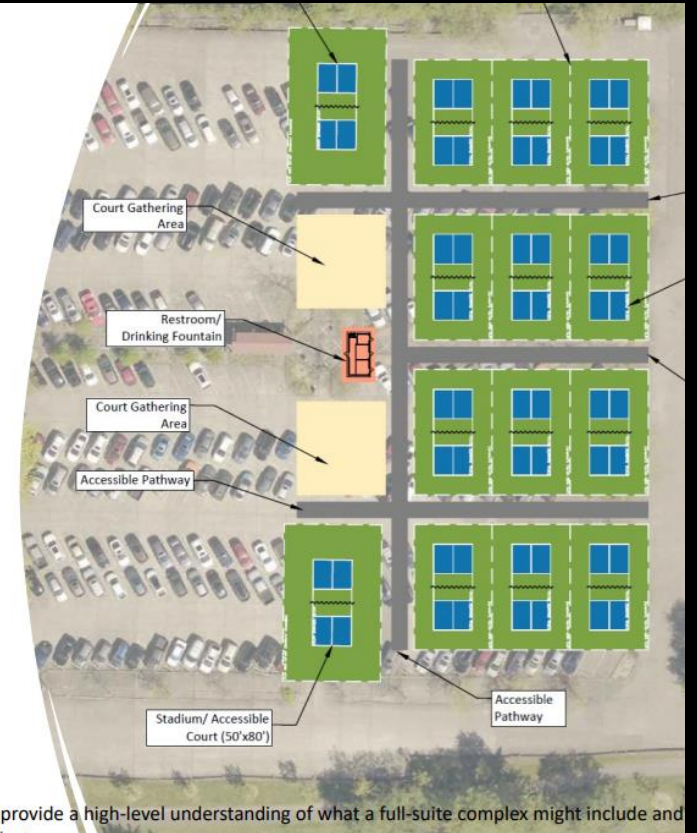 Court Gathering
Area
Restroom/
Drinking Fountain
Court Gathering
Area
Accessible Pathway
Stadium/ Accessible
Court (50'x80')
Accessible
Pathway
provide a high-level understanding of what a full-suite complex might include and